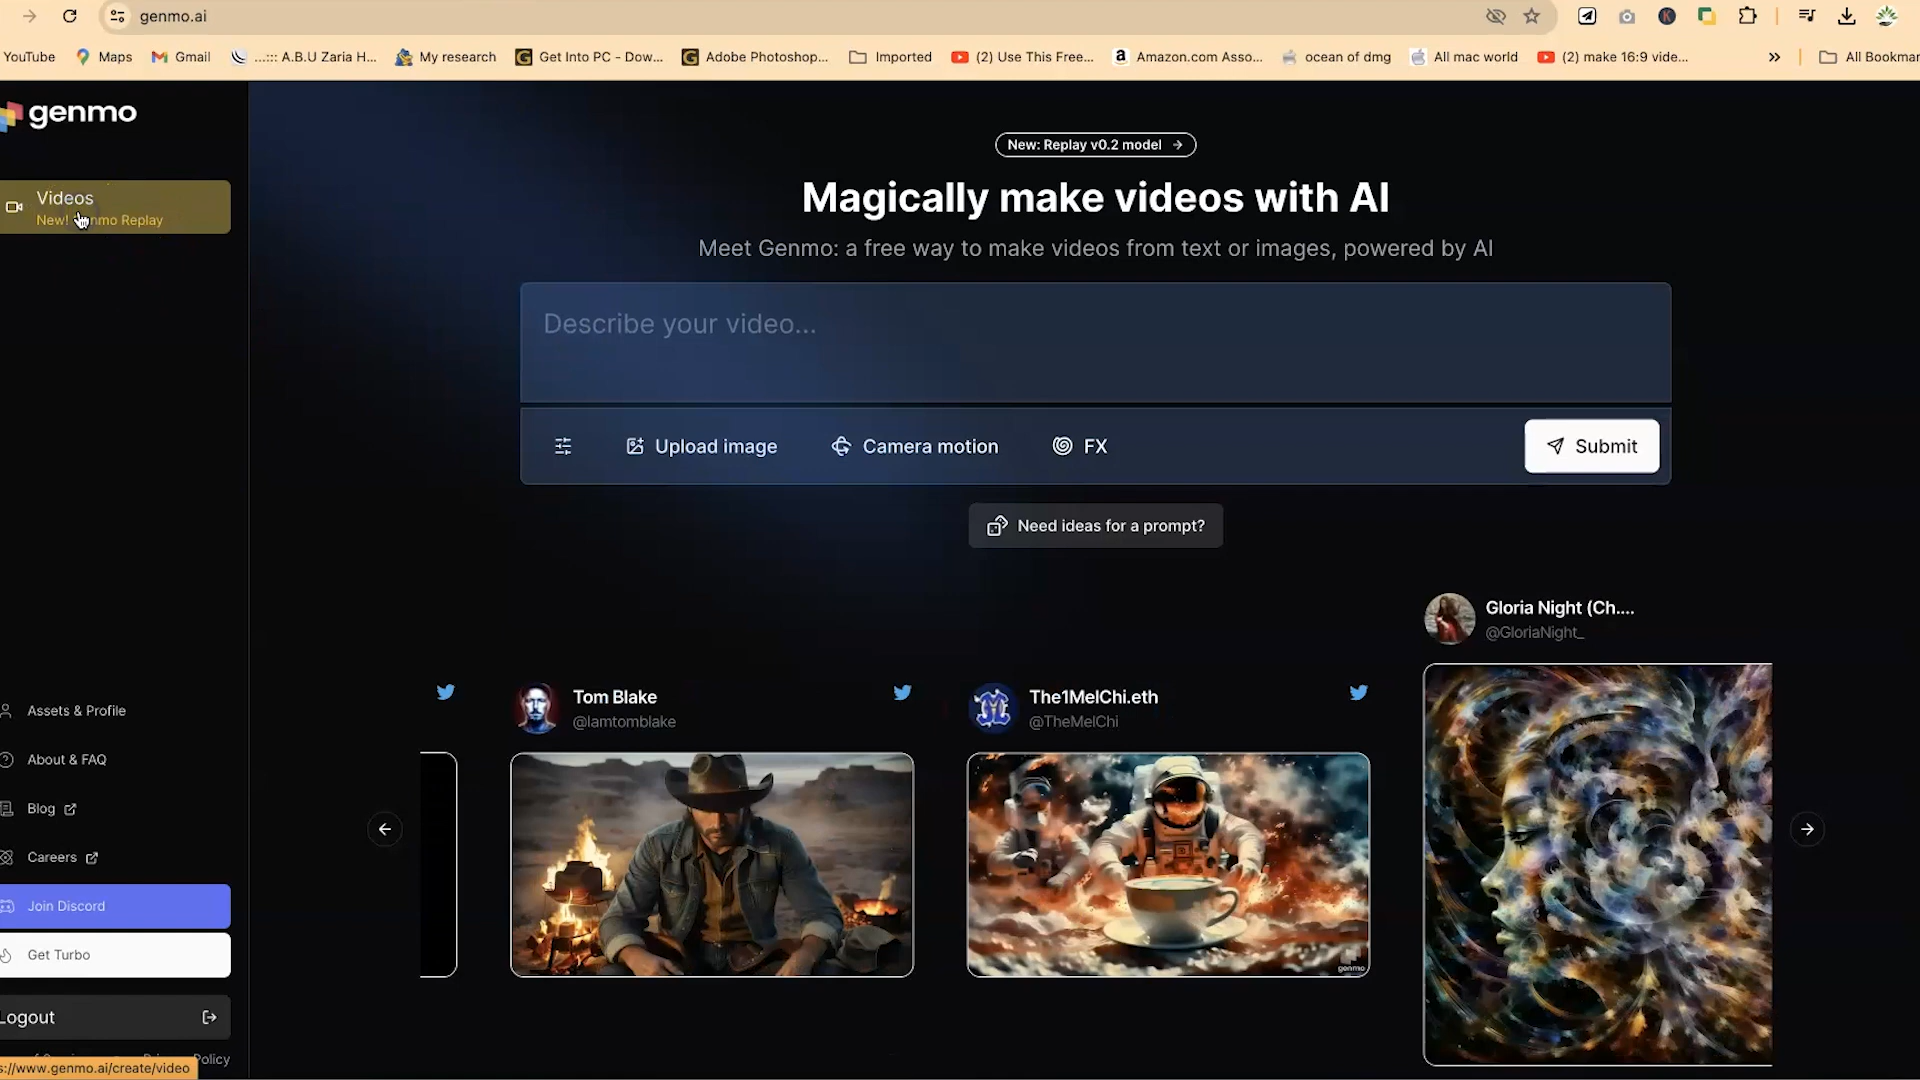 genmo.ai
YouTube
Maps
Gmail
...::: A.B.U Zaria H...
My research
Get Into PC - Dow...
Adobe Photoshop...
Imported
(2) Use This Free...
Amazon.com Asso...
ocean of dmg
All mac world
(2) make 16:9 vide...
All Bookmar
genmo
Videos
New! nmo Replay
New: Replay v0.2 model
Magically make videos with AI
Meet Genmo: a free way to make videos from text or images, powered by AI
Describe your video...
Upload image
Camera motion
FX
Submit
Need ideas for a prompt?
Gloria Night (Ch....
@GloriaNight_
Tom Blake
@Iamtomblake
The1MelChi.eth
@TheMelChi
genmo
Assets & Profile
About & FAQ
Blog
Careers
Join Discord
Get Turbo
Logout
Policy
s://www.genmo.ai/create/video